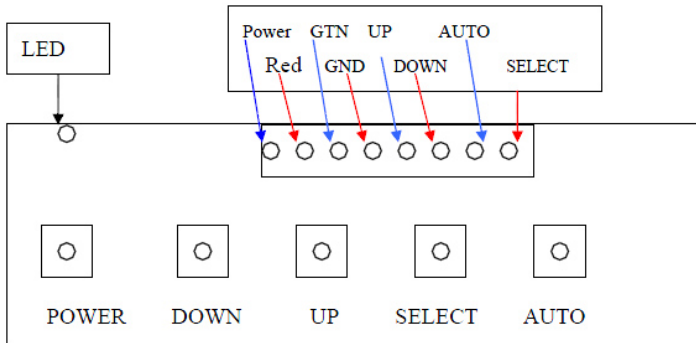 Power GTN UP AUTO
LED
Red GND DOWN SELECT
POWER DOWN UP SELECT AUTO